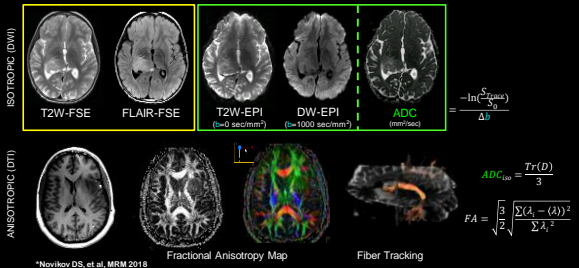 ISOTROPIC (DWI)
T2W-FSE
FLAIR-FSE
T2W-EPI
(b=0 sec/mm²)
DW-EPI
(b=1000 sec/mm²)
ADC
(mm²/sec)
= −ln(S_Trace/S_0) / Δb
ANISOTROPIC (DTI)
Fractional Anisotropy Map
Fiber Tracking
ADC_iso = Tr(D)/3
FA = √(3/2) √(∑(λ_i − ⟨λ⟩)² / ∑λ_i²)
*Novikov DS, et al, MRM 2018